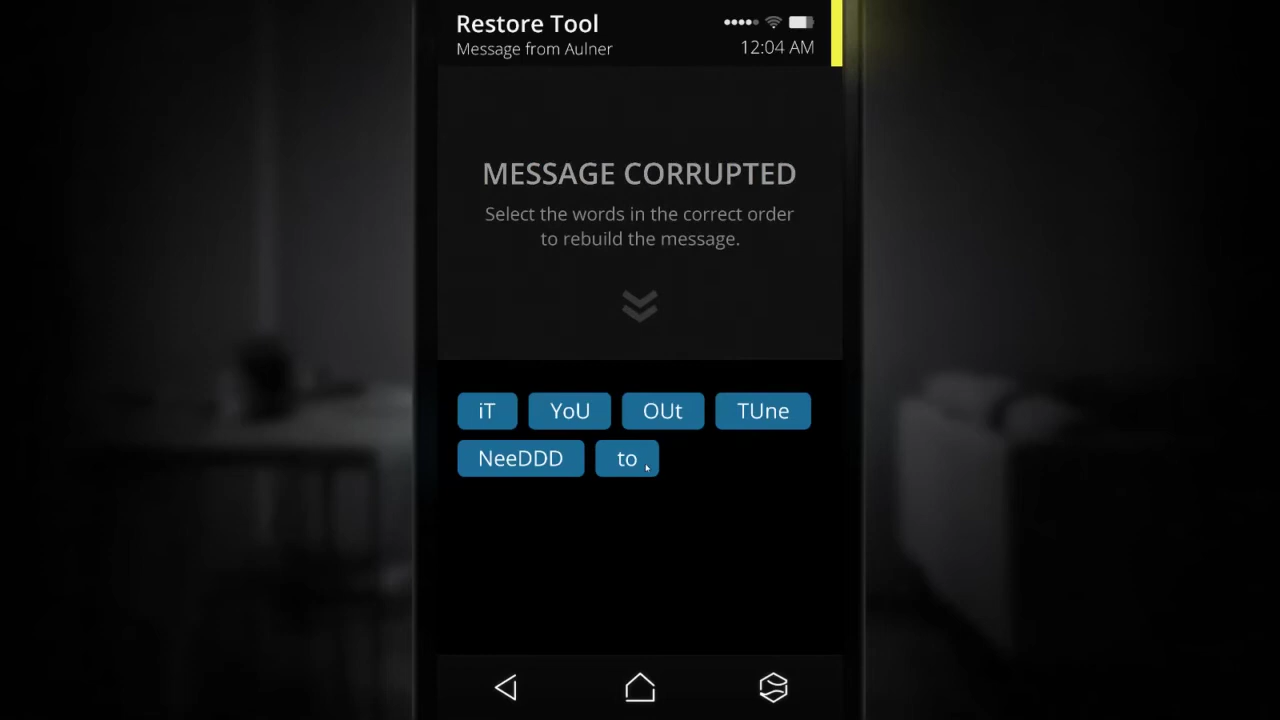 Restore Tool
Message from Aulner
12:04 AM
MESSAGE CORRUPTED
Select the words in the correct order
to rebuild the message.
iT YoU OUt TUne
NeeDDD to